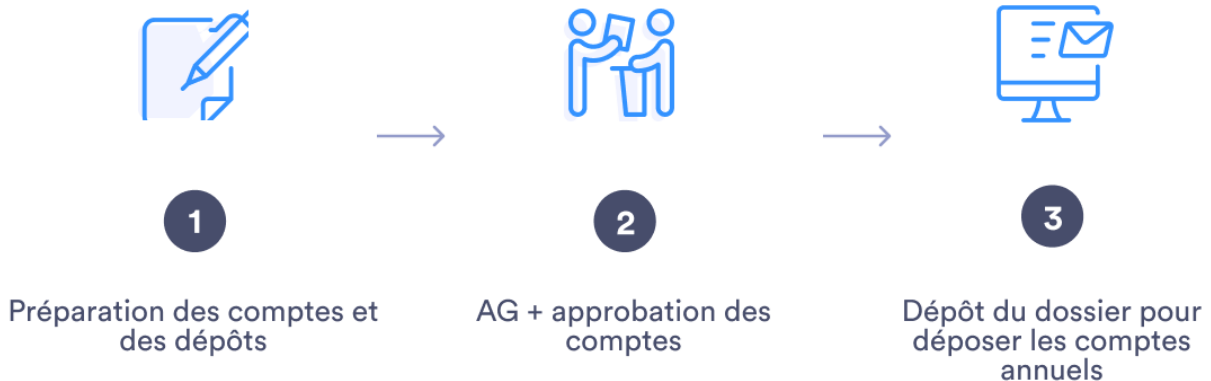 1
Préparation des comptes et
des dépôts
2
AG + approbation des
comptes
3
Dépôt du dossier pour
déposer les comptes
annuels